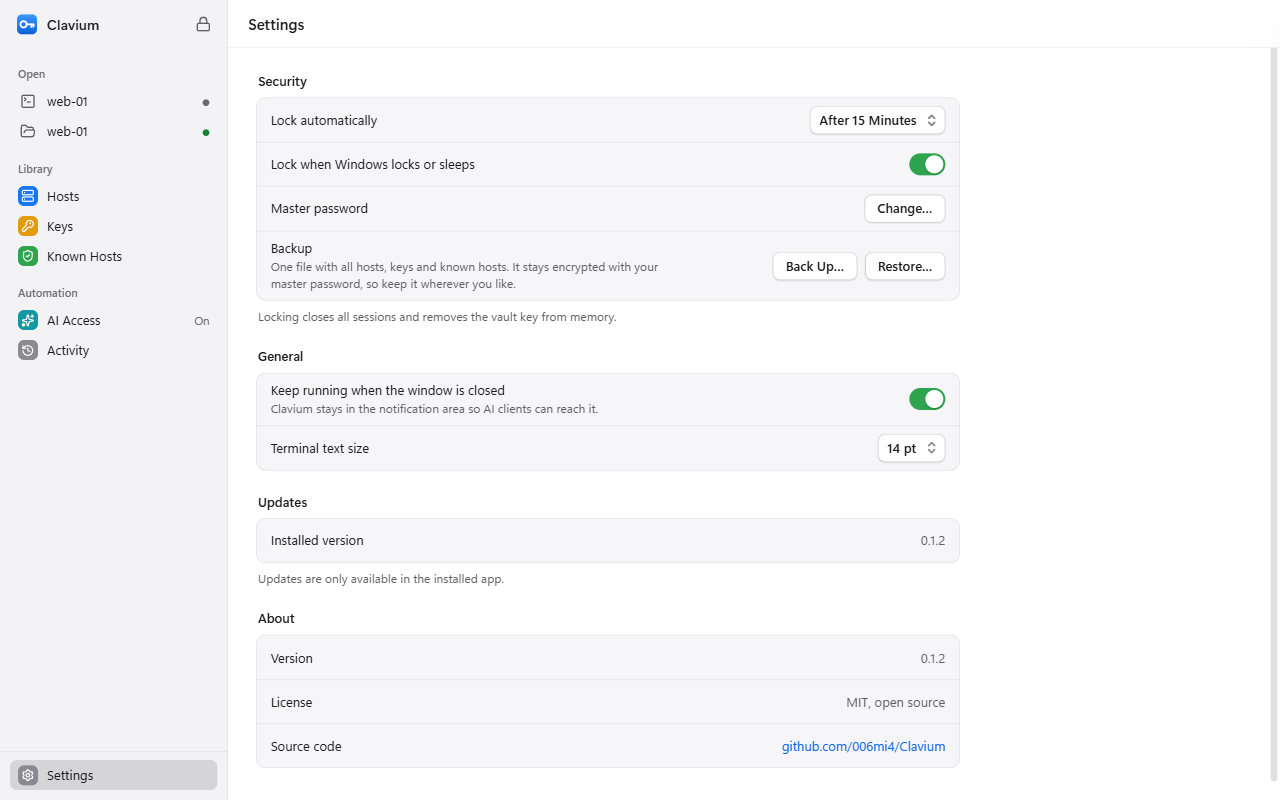 Clavium
Settings
Open
web-01
web-01
Library
Hosts
Keys
Known Hosts
Automation
AI Access On
Activity
Settings
Security
Lock automatically After 15 Minutes
Lock when Windows locks or sleeps
Master password Change...
Backup
One file with all hosts, keys and known hosts. It stays encrypted with your
master password, so keep it wherever you like.
Back Up... Restore...
Locking closes all sessions and removes the vault key from memory.
General
Keep running when the window is closed
Clavium stays in the notification area so AI clients can reach it.
Terminal text size 14 pt
Updates
Installed version 0.1.2
Updates are only available in the installed app.
About
Version 0.1.2
License MIT, open source
Source code github.com/006mi4/Clavium